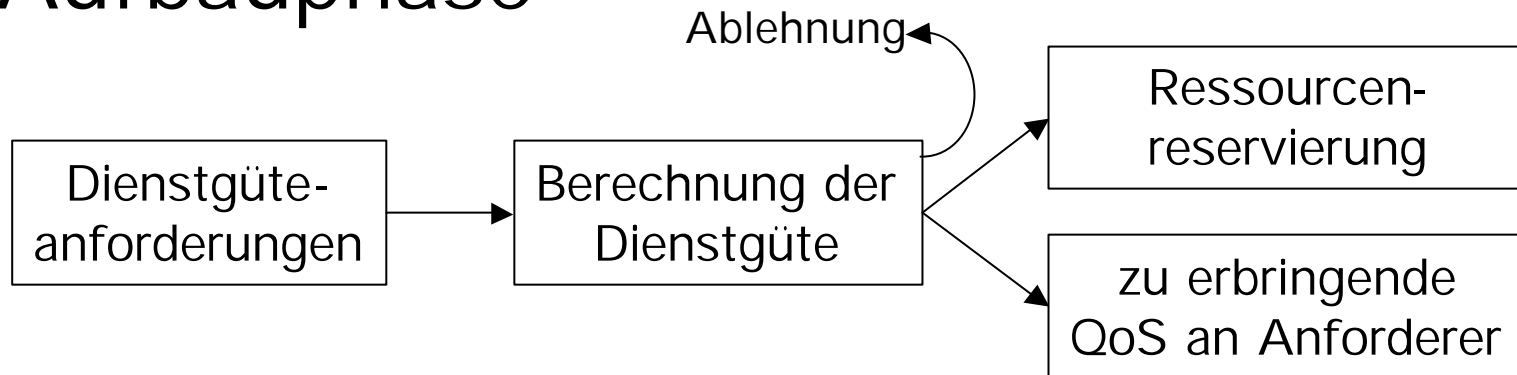 Aufbauphase
Ablehnung
Dienstgüte-
anforderungen
Berechnung der
Dienstgüte
Ressourcen-
reservierung
zu erbringende
QoS an Anforderer